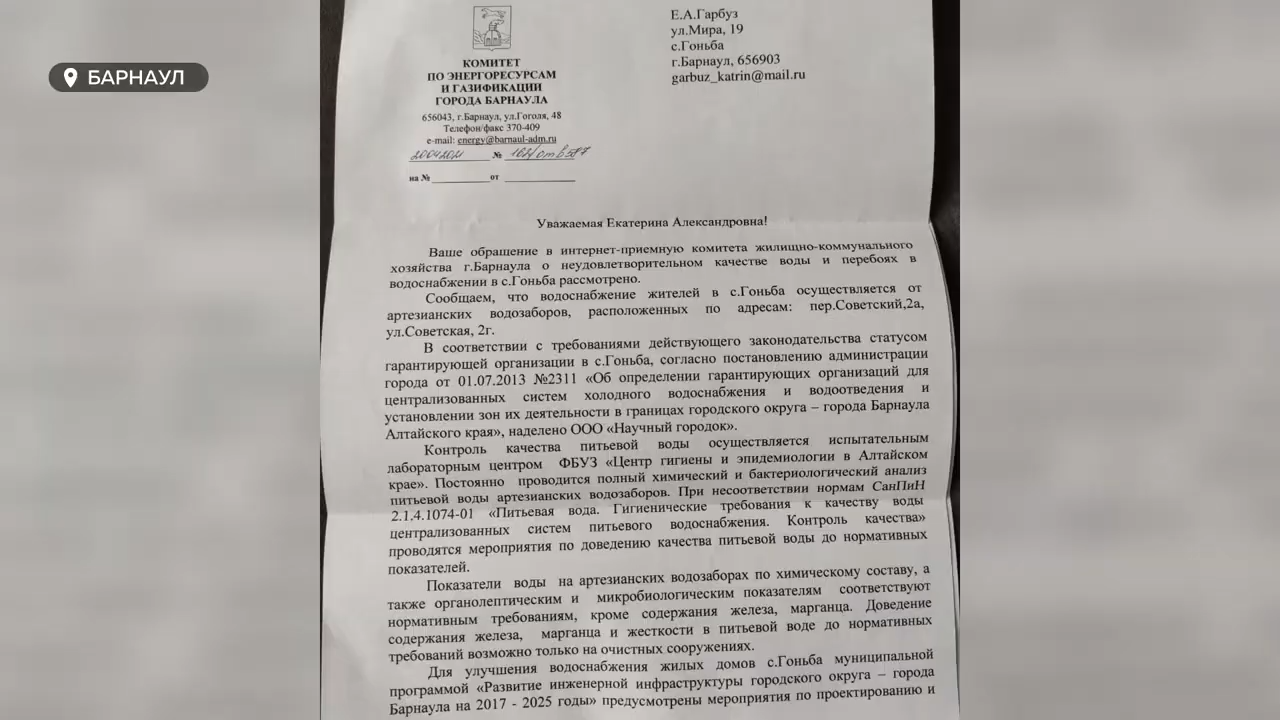 БАРНАУЛ
КОМИТЕТ
ПО ЭНЕРГОРЕСУРСАМ
И ГАЗИФИКАЦИИ
ГОРОДА БАРНАУЛА
656043, г.Барнаул, ул.Гоголя, 48
Телефон/факс 370-409
e-mail: energy@barnaul-adm.ru
№
на № от
Е.А.Гарбуз
ул.Мира, 19
с.Гоньба
г.Барнаул, 656903
garbuz_katrin@mail.ru
Уважаемая Екатерина Александровна!
Ваше обращение в интернет-приемную комитета жилищно-коммунального
хозяйства г.Барнаула о неудовлетворительном качестве воды и перебоях в
водоснабжении в с.Гоньба рассмотрено.
Сообщаем, что водоснабжение жителей в с.Гоньба осуществляется от
артезианских водозаборов, расположенных по адресам: пер.Советский,2а,
ул.Советская, 2г.
В соответствии с требованиями действующего законодательства статусом
гарантирующей организации в с.Гоньба, согласно постановлению администрации
города от 01.07.2013 №2311 «Об определении гарантирующих организаций для
централизованных систем холодного водоснабжения и водоотведения и
установлении зон их деятельности в границах городского округа – города Барнаула
Алтайского края», наделено ООО «Научный городок».
Контроль качества питьевой воды осуществляется испытательным
лабораторным центром ФБУЗ «Центр гигиены и эпидемиологии в Алтайском
крае». Постоянно проводится полный химический и бактериологический анализ
питьевой воды артезианских водозаборов. При несоответствии нормам СанПиН
2.1.4.1074-01 «Питьевая вода. Гигиенические требования к качеству воды
централизованных систем питьевого водоснабжения. Контроль качества»
проводятся мероприятия по доведению качества питьевой воды до нормативных
показателей.
Показатели воды на артезианских водозаборах по химическому составу, а
также органолептическим и микробиологическим показателям соответствуют
нормативным требованиям, кроме содержания железа, марганца. Доведение
содержания железа, марганца и жесткости в питьевой воде до нормативных
требований возможно только на очистных сооружениях.
Для улучшения водоснабжения жилых домов с.Гоньба муниципальной
программой «Развитие инженерной инфраструктуры городского округа – города
Барнаула на 2017 - 2025 годы» предусмотрены мероприятия по проектированию и